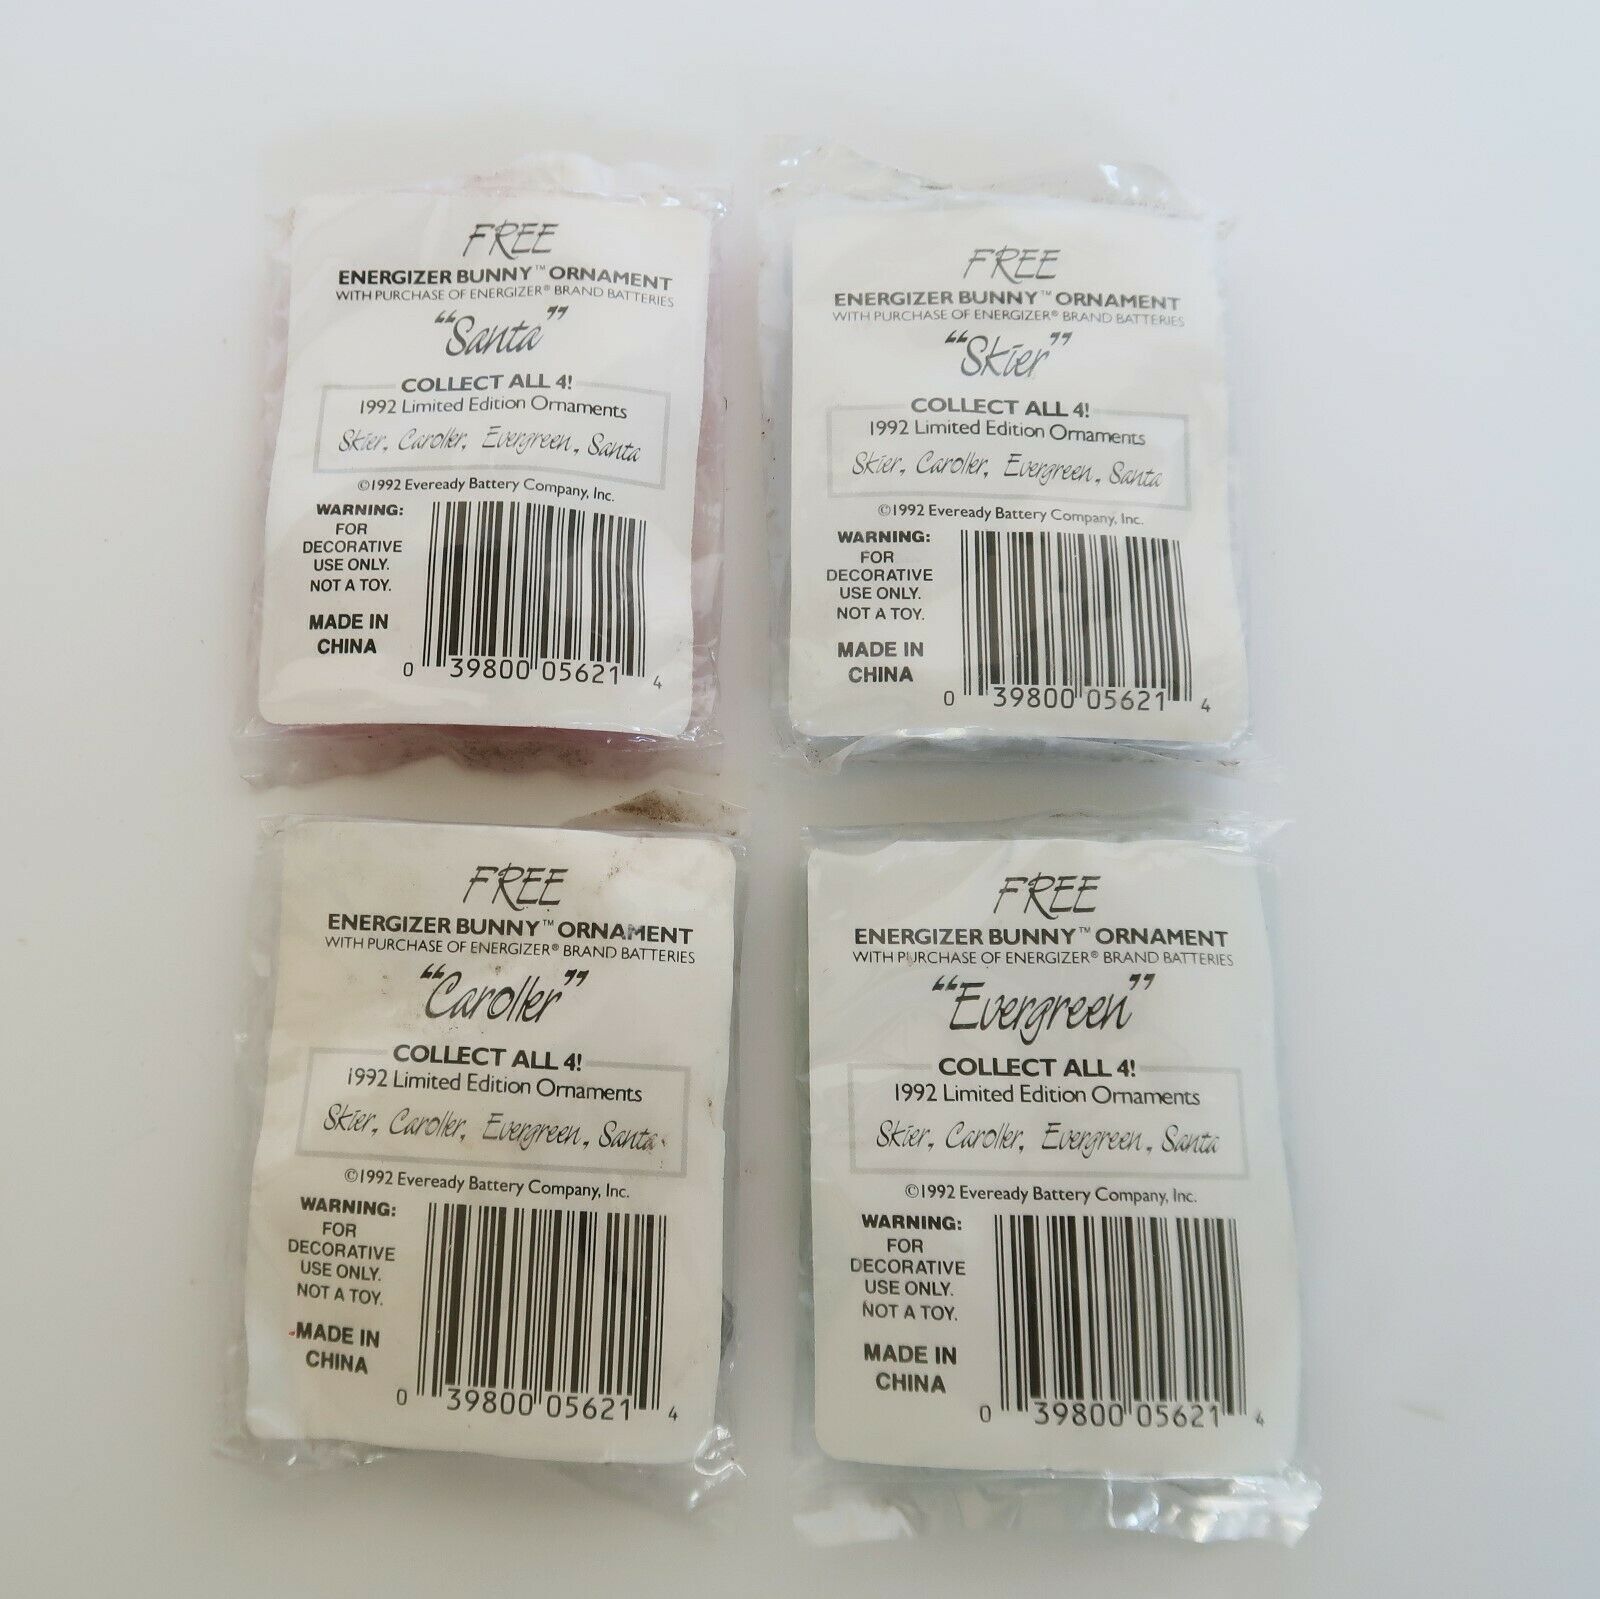 FREE
ENERGIZER BUNNY™ ORNAMENT
WITH PURCHASE OF ENERGIZER® BRAND BATTERIES
"Santa"
COLLECT ALL 4!
1992 Limited Edition Ornaments
Skier, Caroller, Evergreen, Santa
©1992 Eveready Battery Company, Inc.
WARNING:
FOR
DECORATIVE
USE ONLY.
NOT A TOY.
MADE IN
CHINA
0 39800 05621 4
FREE
ENERGIZER BUNNY™ ORNAMENT
WITH PURCHASE OF ENERGIZER® BRAND BATTERIES
"Skier"
COLLECT ALL 4!
1992 Limited Edition Ornaments
Skier, Caroller, Evergreen, Santa
©1992 Eveready Battery Company, Inc.
WARNING:
FOR
DECORATIVE
USE ONLY.
NOT A TOY.
MADE IN
CHINA
0 39800 05621 4
FREE
ENERGIZER BUNNY™ ORNAMENT
WITH PURCHASE OF ENERGIZER® BRAND BATTERIES
"Caroller"
COLLECT ALL 4!
1992 Limited Edition Ornaments
Skier, Caroller, Evergreen, Santa
©1992 Eveready Battery Company, Inc.
WARNING:
FOR
DECORATIVE
USE ONLY.
NOT A TOY.
MADE IN
CHINA
0 39800 05621 4
FREE
ENERGIZER BUNNY™ ORNAMENT
WITH PURCHASE OF ENERGIZER® BRAND BATTERIES
"Evergreen"
COLLECT ALL 4!
1992 Limited Edition Ornaments
Skier, Caroller, Evergreen, Santa
©1992 Eveready Battery Company, Inc.
WARNING:
FOR
DECORATIVE
USE ONLY.
NOT A TOY.
MADE IN
CHINA
0 39800 05621 4